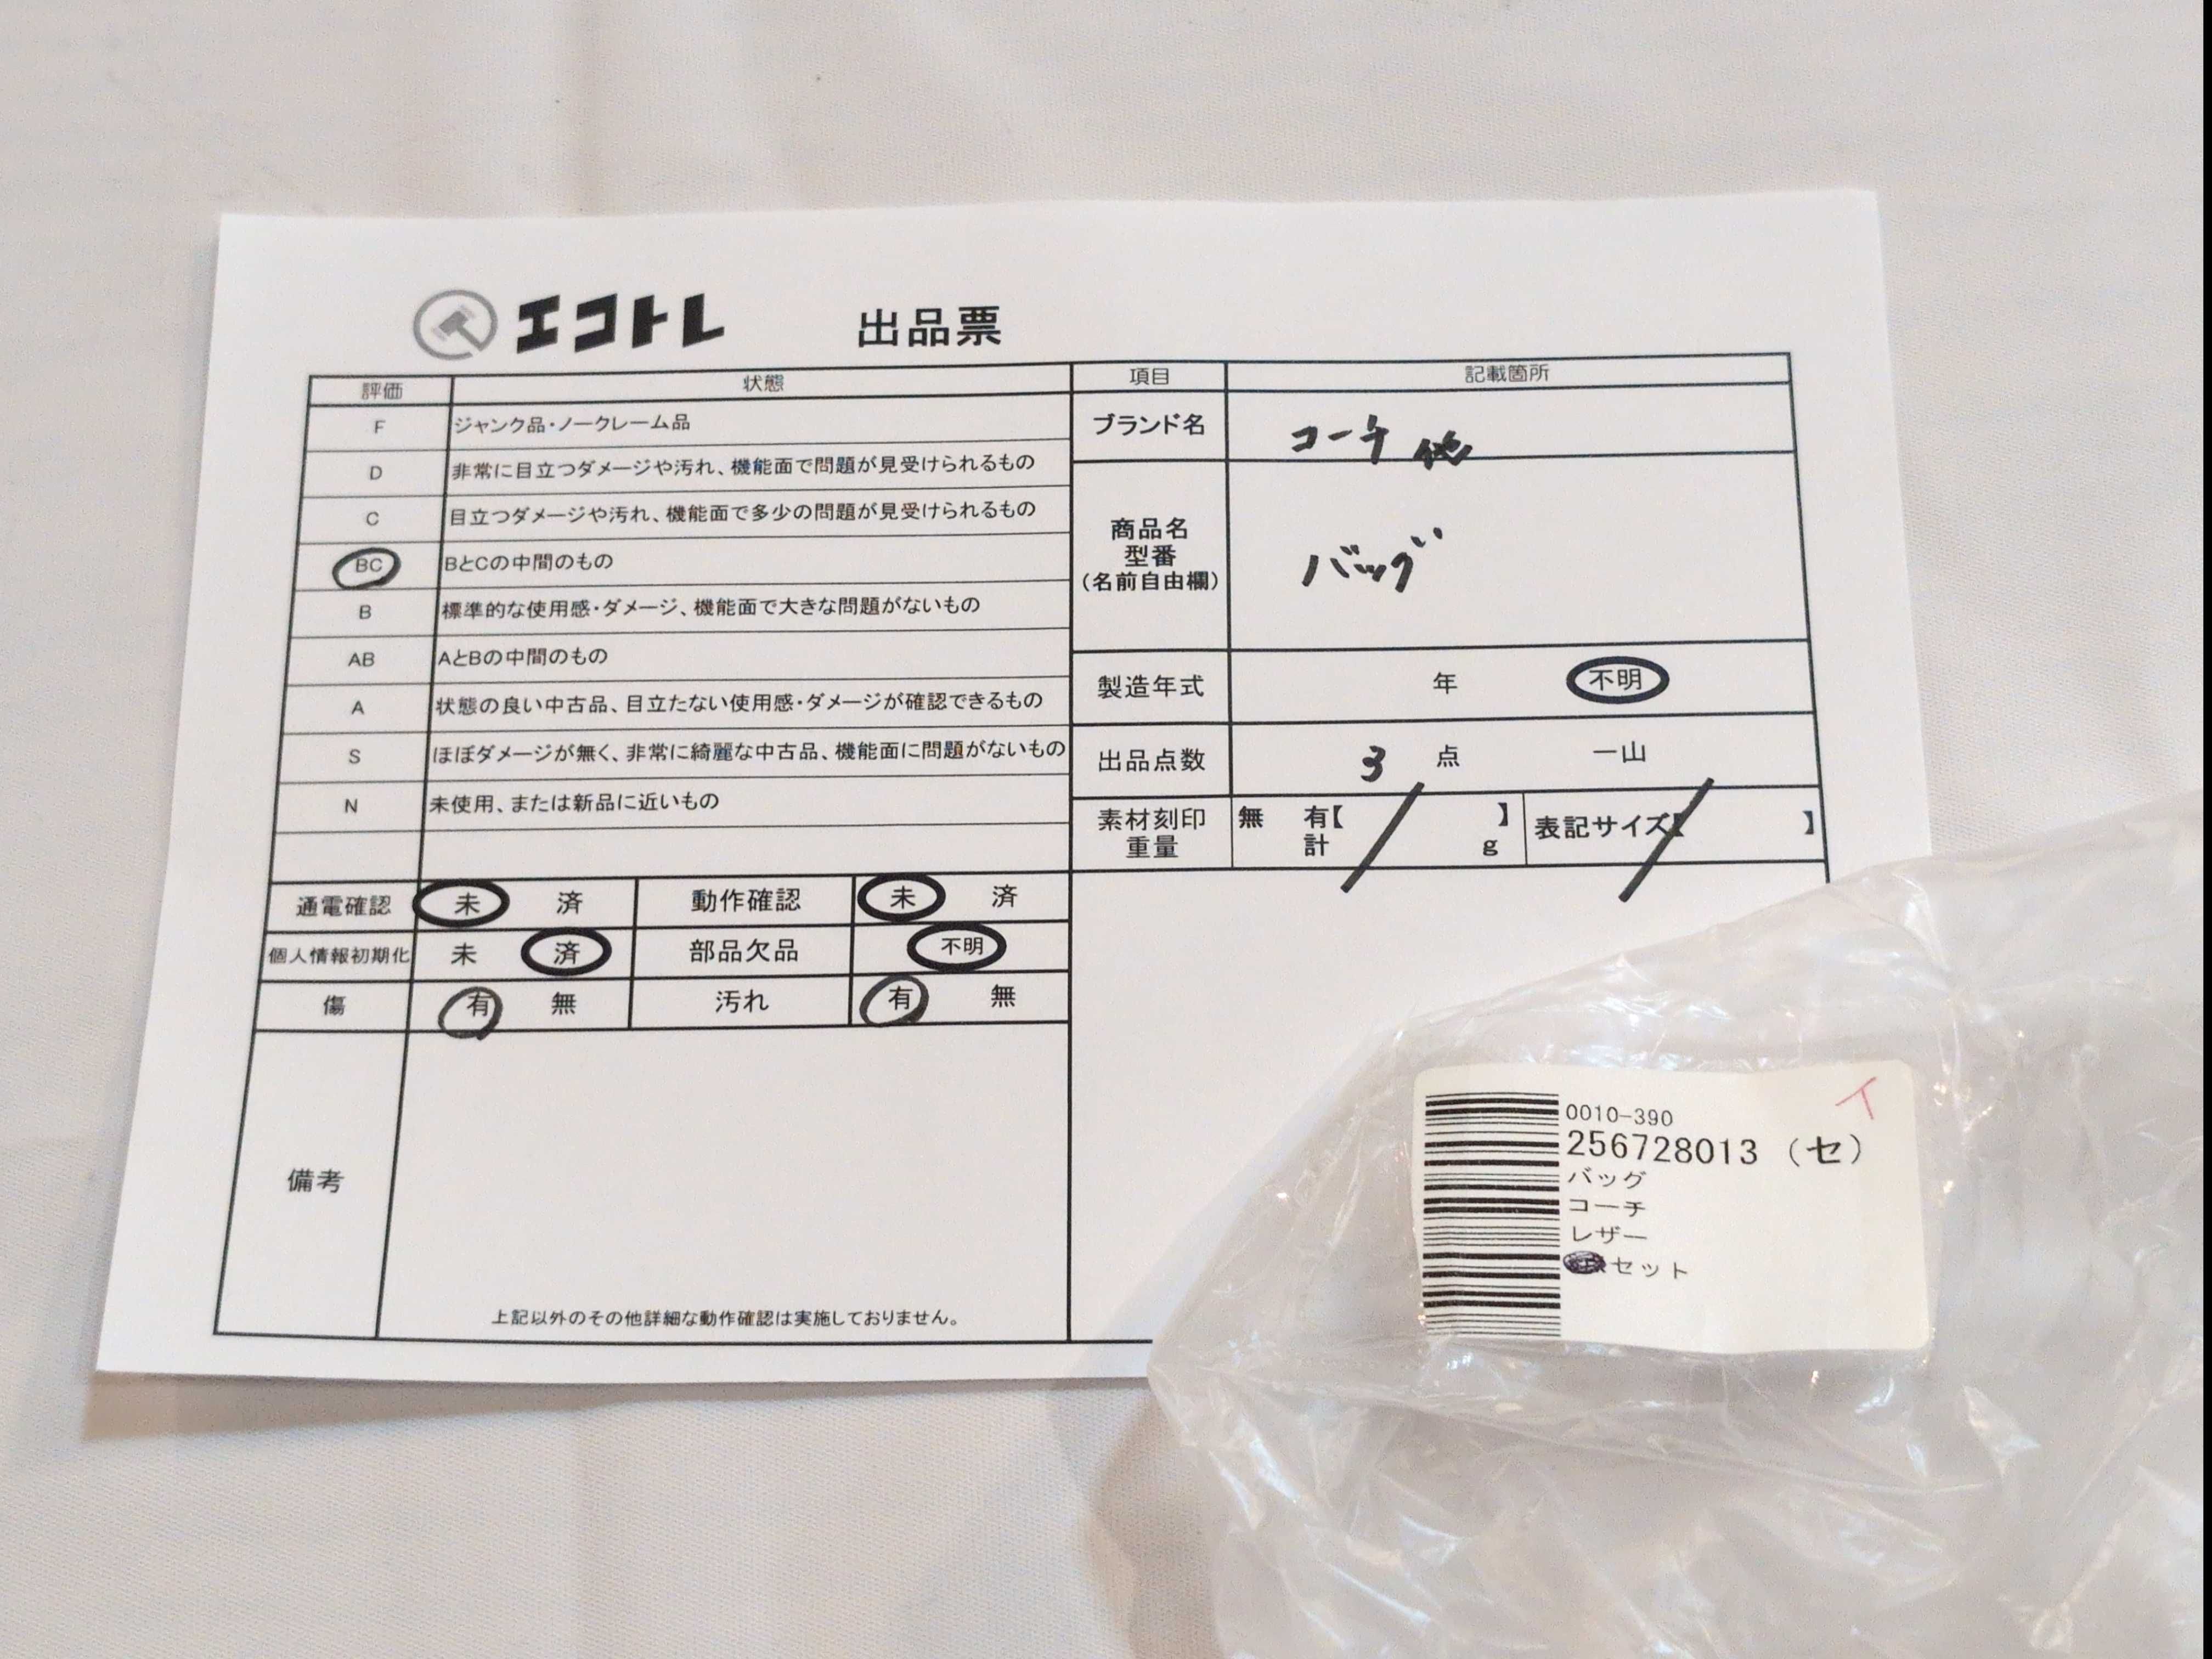 エコトレ 出品票
評価 状態 項目 記載箇所
F ジャンク品・ノークレーム品
D 非常に目立つダメージや汚れ、機能面で問題が見受けられるもの
C 目立つダメージや汚れ、機能面で多少の問題が見受けられるもの
BC BとCの中間のもの
B 標準的な使用感・ダメージ、機能面で大きな問題がないもの
AB AとBの中間のもの
A 状態の良い中古品、目立たない使用感・ダメージが確認できるもの
S ほぼダメージが無く、非常に綺麗な中古品、機能面に問題がないもの
N 未使用、または新品に近いもの
ブランド名 コーチ 他
商品名
型番
(名前自由欄)
バッグ
製造年式 年 不明
出品点数 3 点 一山
素材刻印 無 有【 】 表記サイズ【 】
重量 計 g
通電確認 未 済 動作確認 未 済
個人情報初期化 未 済 部品欠品 不明
傷 有 無 汚れ 有 無
備考
上記以外のその他詳細な動作確認は実施しておりません。
イ
0010-390
256728013 (セ)
バッグ
コーチ
レザー
セット